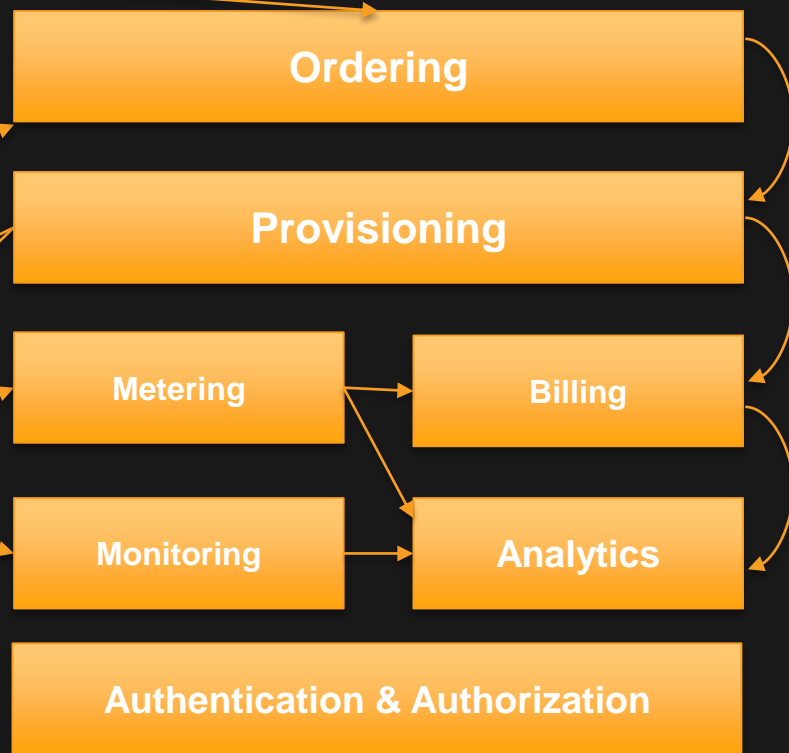 Ordering
Provisioning
Metering
Billing
Monitoring
Analytics
Authentication & Authorization